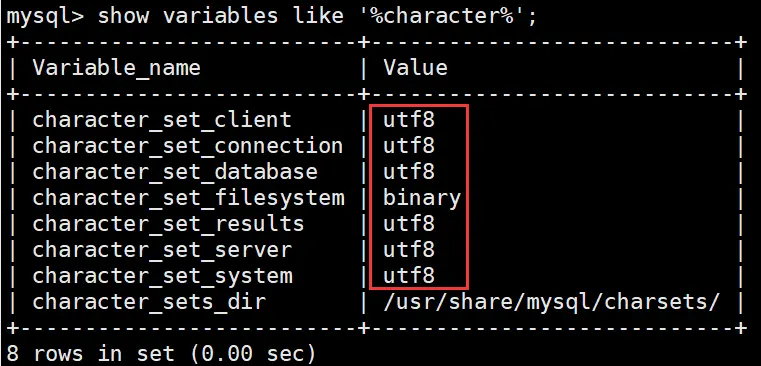 mysql> show variables like '%character%';
+--------------------------+----------------------------+
| Variable_name            | Value                      |
+--------------------------+----------------------------+
| character_set_client     | utf8                       |
| character_set_connection | utf8                       |
| character_set_database   | utf8                       |
| character_set_filesystem | binary                     |
| character_set_results    | utf8                       |
| character_set_server     | utf8                       |
| character_set_system     | utf8                       |
| character_sets_dir       | /usr/share/mysql/charsets/ |
+--------------------------+----------------------------+
8 rows in set (0.00 sec)